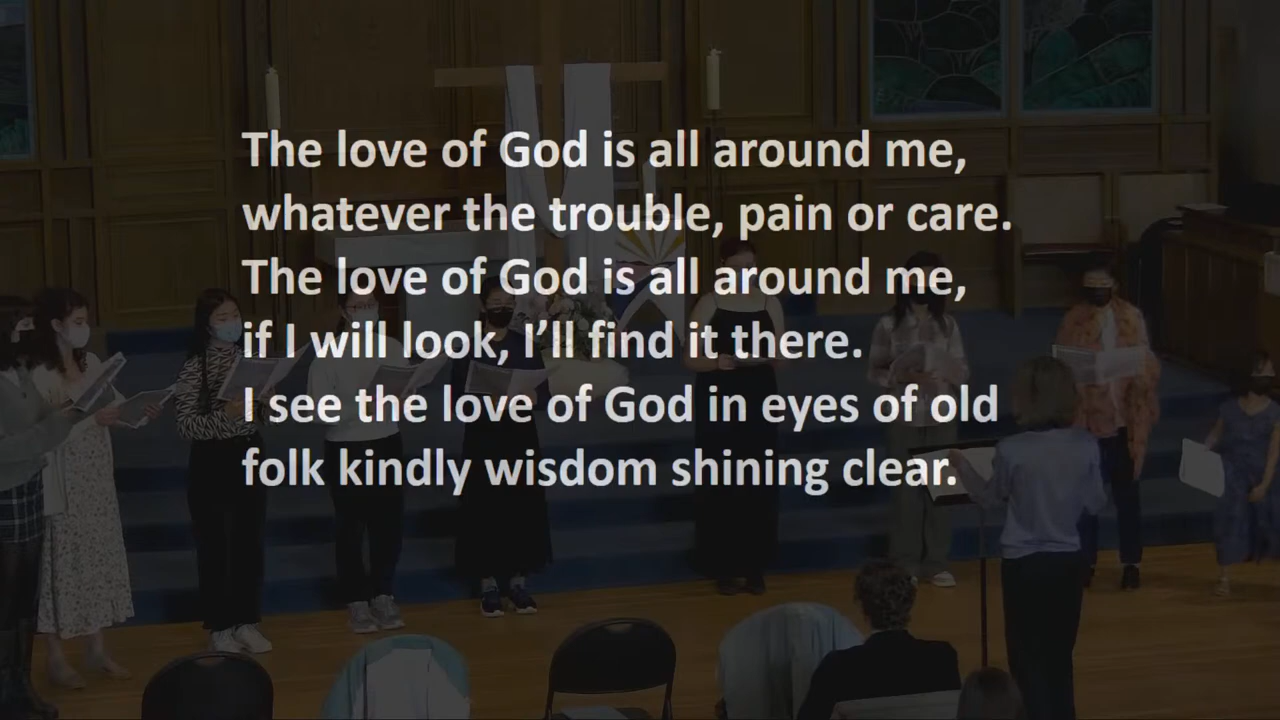 The love of God is all around me,
whatever the trouble, pain or care.
The love of God is all around me,
if I will look, I’ll find it there.
I see the love of God in eyes of old
folk kindly wisdom shining clear.